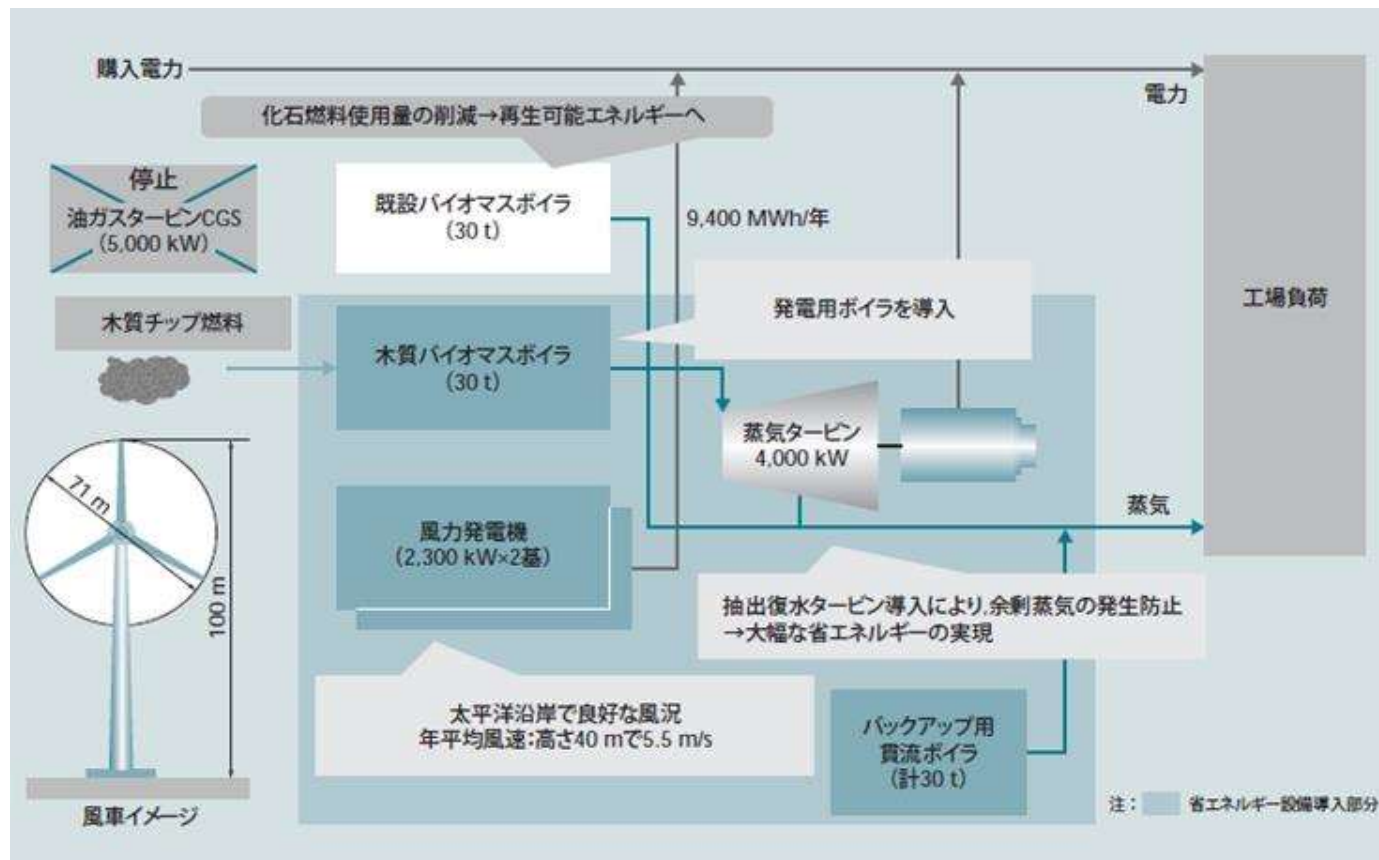 購入電力
電力
化石燃料使用量の削減→再生可能エネルギーへ
停止
油ガスタービンCGS
（5,000 kW）
既設バイオマスボイラ
（30 t）
9,400 MWh/年
工場負荷
木質チップ燃料
発電用ボイラを導入
木質バイオマスボイラ
（30 t）
蒸気タービン
4,000 kW
71 m
100 m
蒸気
風力発電機
（2,300 kW×2基）
抽出復水タービン導入により,余剰蒸気の発生防止
→大幅な省エネルギーの実現
太平洋沿岸で良好な風況
年平均風速：高さ40 mで5.5 m/s
バックアップ用
貫流ボイラ
（計30 t）
風車イメージ
注： 省エネルギー設備導入部分